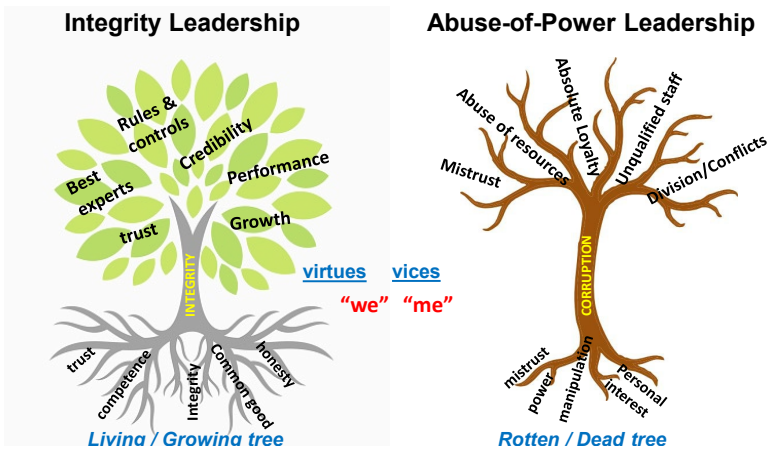 Integrity Leadership
Rules &
controls
Credibility
Best
experts
Performance
trust
Growth
INTEGRITY
trust
competence
Integrity
Common good
honesty
Living / Growing tree
virtues vices
“we” “me”
Abuse-of-Power Leadership
Mistrust
Abuse of resources
Absolute Loyalty
Unqualified staff
Division/Conflicts
CORRUPTION
mistrust
power
manipulation
Personal
interest
Rotten / Dead tree